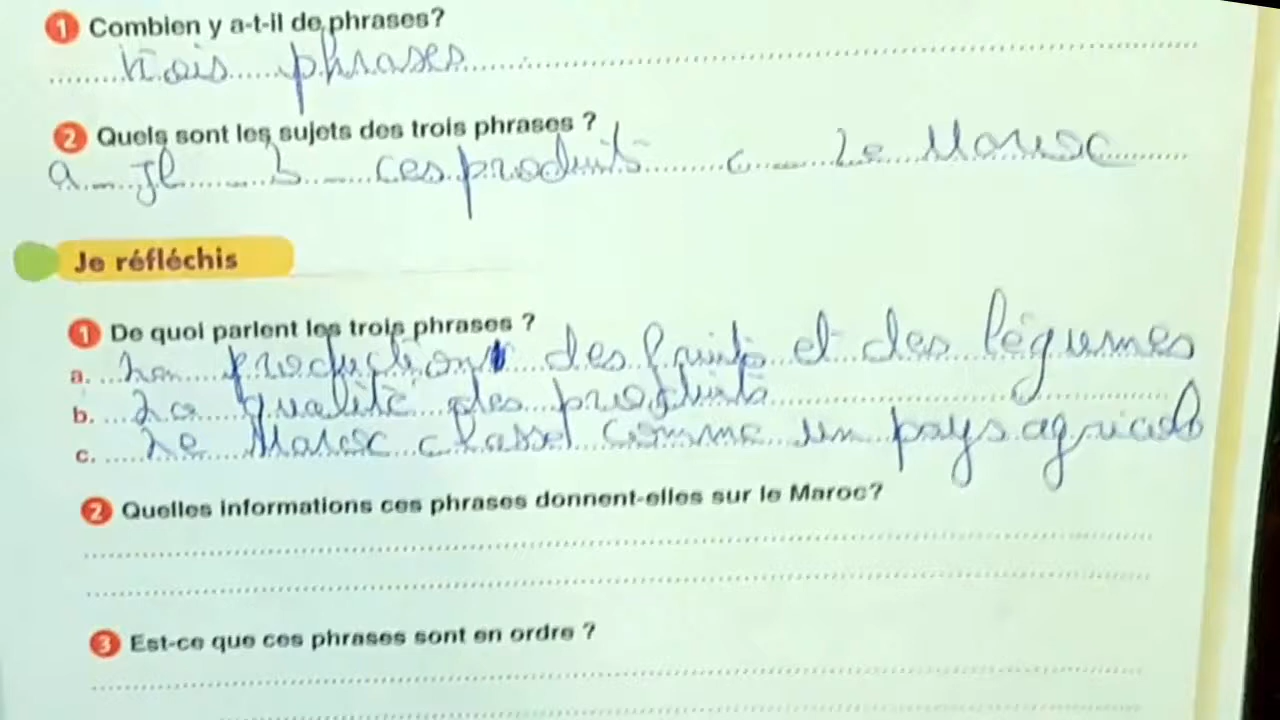 1 Combien y a-t-il de phrases?
trois phrases
2 Quels sont les sujets des trois phrases ?
a - Il b - ces produits c - Le Maroc
Je réfléchis
1 De quoi parlent les trois phrases ?
a. production des fruits et des légumes
b. La qualité des produits
c. Le Maroc classel comme un pays agricol
2 Quelles informations ces phrases donnent-elles sur le Maroc?
3 Est-ce que ces phrases sont en ordre ?